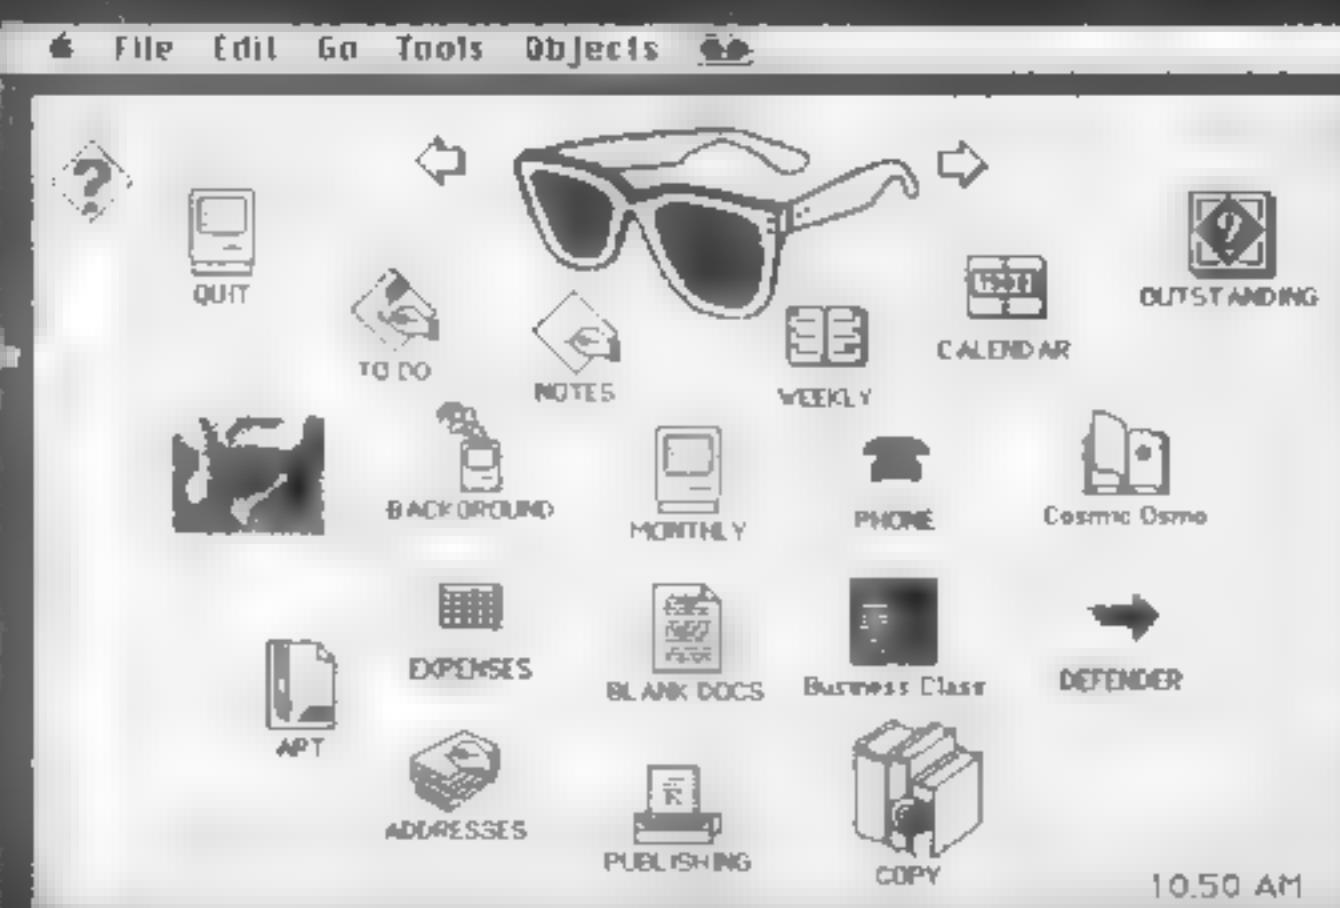 File Edit Go Tools Objects
?
?
QUIT
OUTSTANDING
TO DO
NOTES
WEEKLY
CALENDAR
BACKGROUND
MONTHLY
PHONE
Cosmic Osmo
EXPENSES
BLANK DOCS
Business Class
DEFENDER
ART
ADDRESSES
PUBLISHING
COPY
10.50 AM